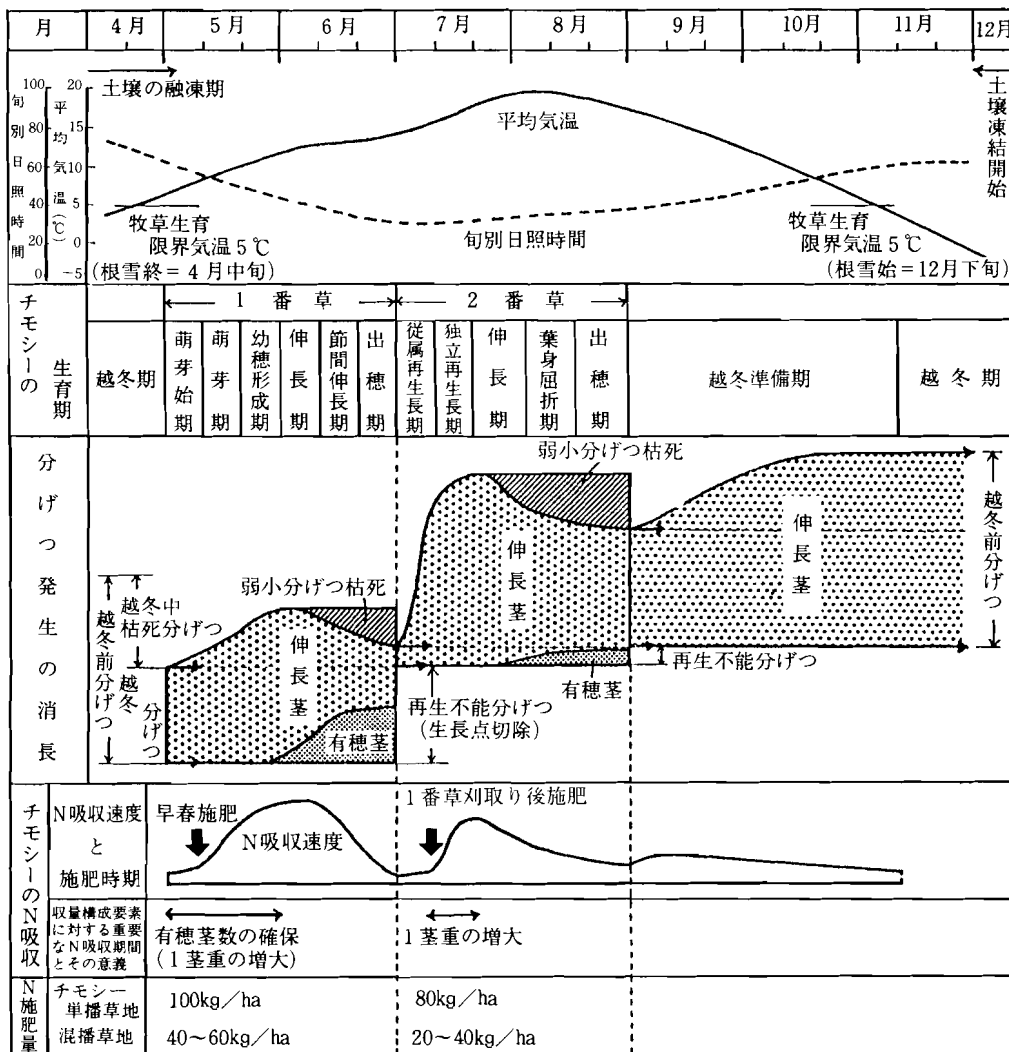 月 4月 5月 6月 7月 8月 9月 10月 11月 12月
土壌の融凍期
土壌凍結開始
旬別日照時間
100
80
60
40
20
0
平均気温(℃)
20
15
10
5
0
−5
平均気温
旬別日照時間
牧草生育
限界気温5℃
(根雪終=4月中旬)
牧草生育
限界気温5℃
(根雪始=12月下旬)
チモシーの
生育期
1番草 2番草
越冬期
萌芽始期
萌芽期
幼穂形成期
伸長期
節間伸長期
出穂期
従属再生長期
独立再生長期
伸長期
葉身屈折期
出穂期
越冬準備期
越冬期
分げつ発生の消長
越冬前分げつ
越冬中
枯死分げつ
越冬
分げつ
弱小分げつ枯死
伸長茎
有穂茎
弱小分げつ枯死
伸長茎
有穂茎
再生不能分げつ
(生長点切除)
伸長茎
再生不能分げつ
越冬前分げつ
チモシーのN吸収
N吸収速度
と
施肥時期
早春施肥
N吸収速度
1番草刈取り後施肥
収量構成要素
に対する重要
なN吸収期間
とその意義
有穂茎数の確保
(1茎重の増大)
1茎重の増大
N施肥量
チモシー
単播草地
100kg/ha
80kg/ha
混播草地
40~60kg/ha
20~40kg/ha